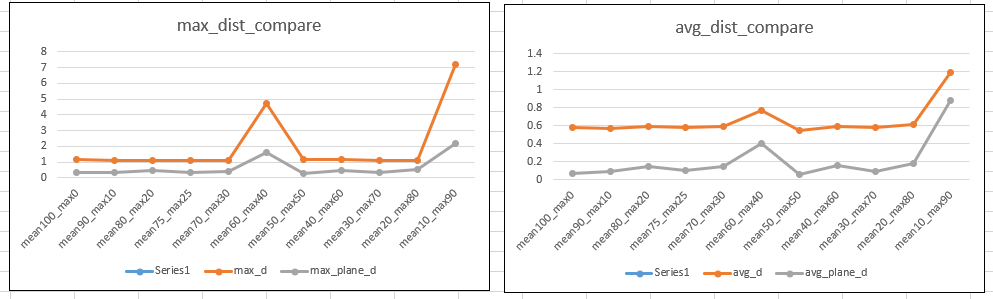 max_dist_compare
8
7
6
5
4
3
2
1
0
mean100_max0
mean90_max10
mean80_max20
mean75_max25
mean70_max30
mean60_max40
mean50_max50
mean40_max60
mean30_max70
mean20_max80
mean10_max90
Series1 max_d max_plane_d
avg_dist_compare
1.4
1.2
1
0.8
0.6
0.4
0.2
0
mean100_max0
mean90_max10
mean80_max20
mean75_max25
mean70_max30
mean60_max40
mean50_max50
mean40_max60
mean30_max70
mean20_max80
mean10_max90
Series1 avg_d avg_plane_d